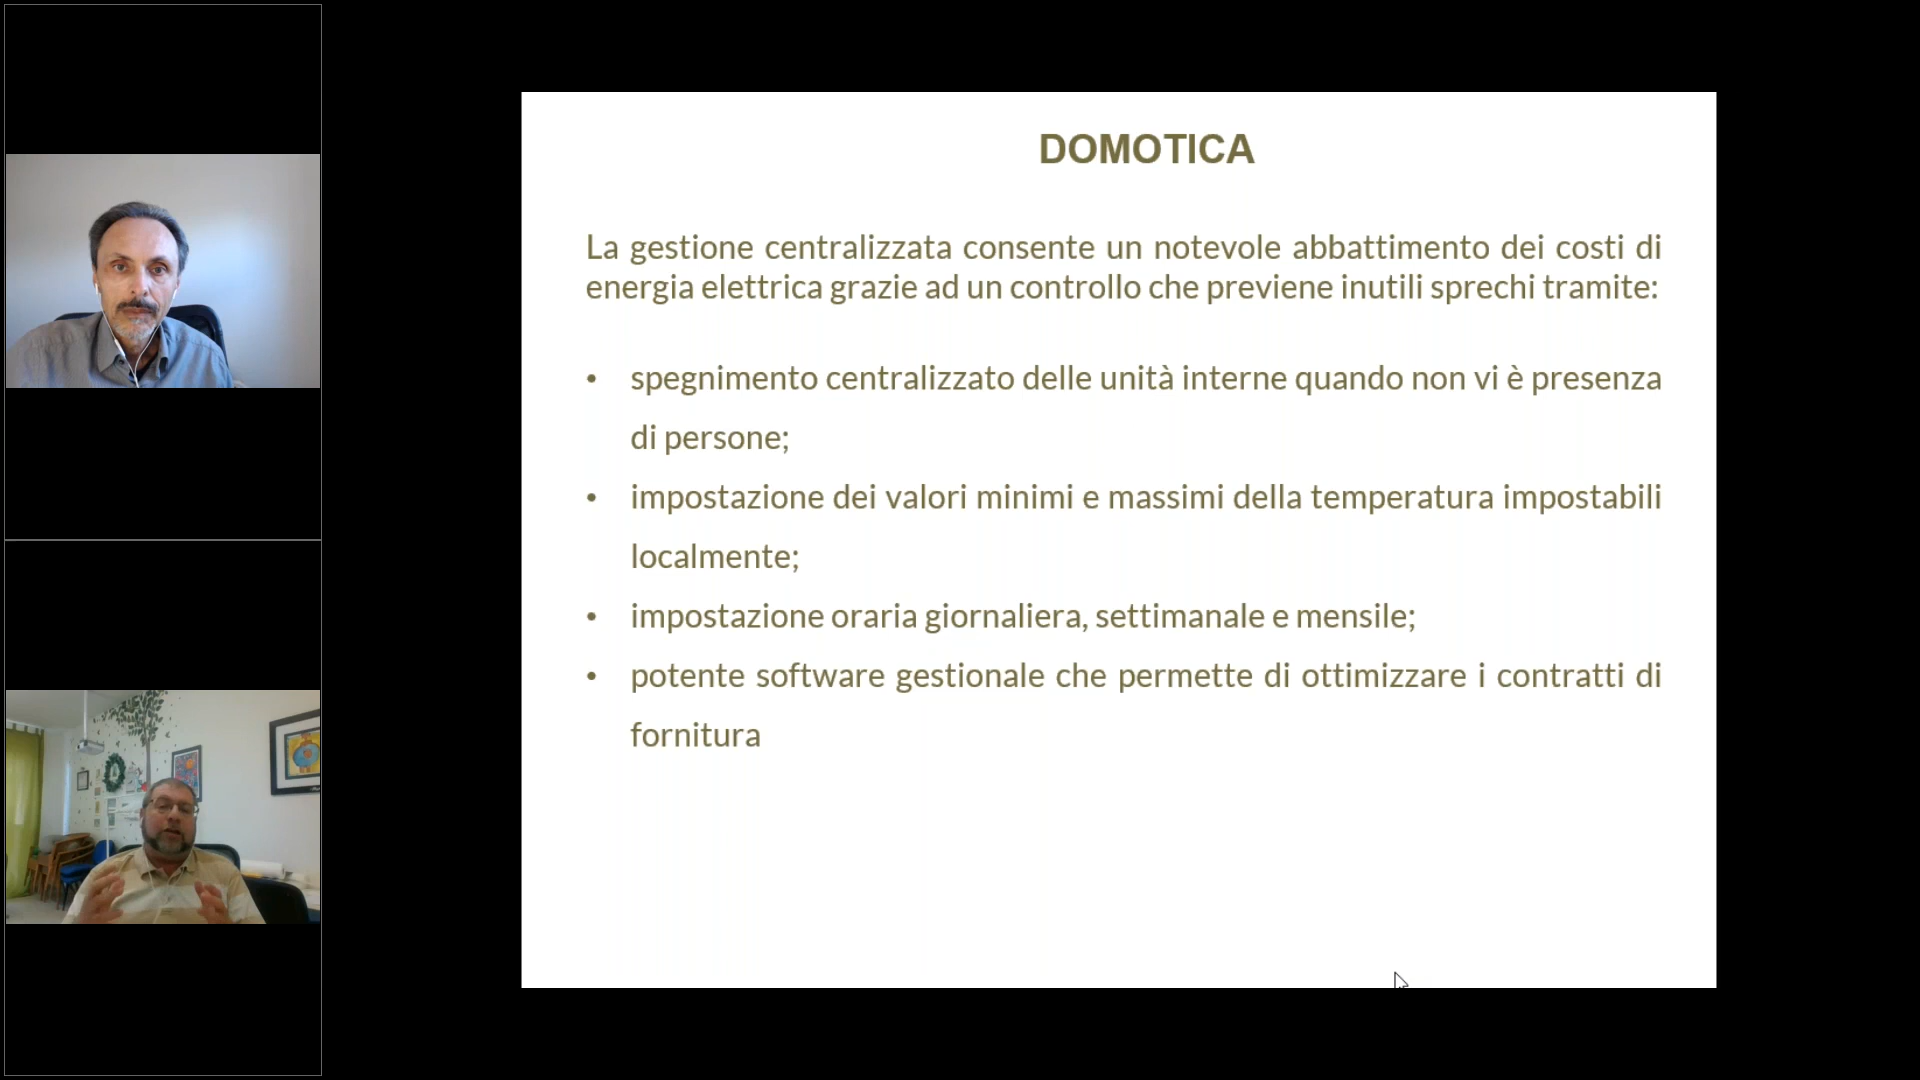 DOMOTICA
La gestione centralizzata consente un notevole abbattimento dei costi di
energia elettrica grazie ad un controllo che previene inutili sprechi tramite:
• spegnimento centralizzato delle unità interne quando non vi è presenza
di persone;
• impostazione dei valori minimi e massimi della temperatura impostabili
localmente;
• impostazione oraria giornaliera, settimanale e mensile;
• potente software gestionale che permette di ottimizzare i contratti di
fornitura